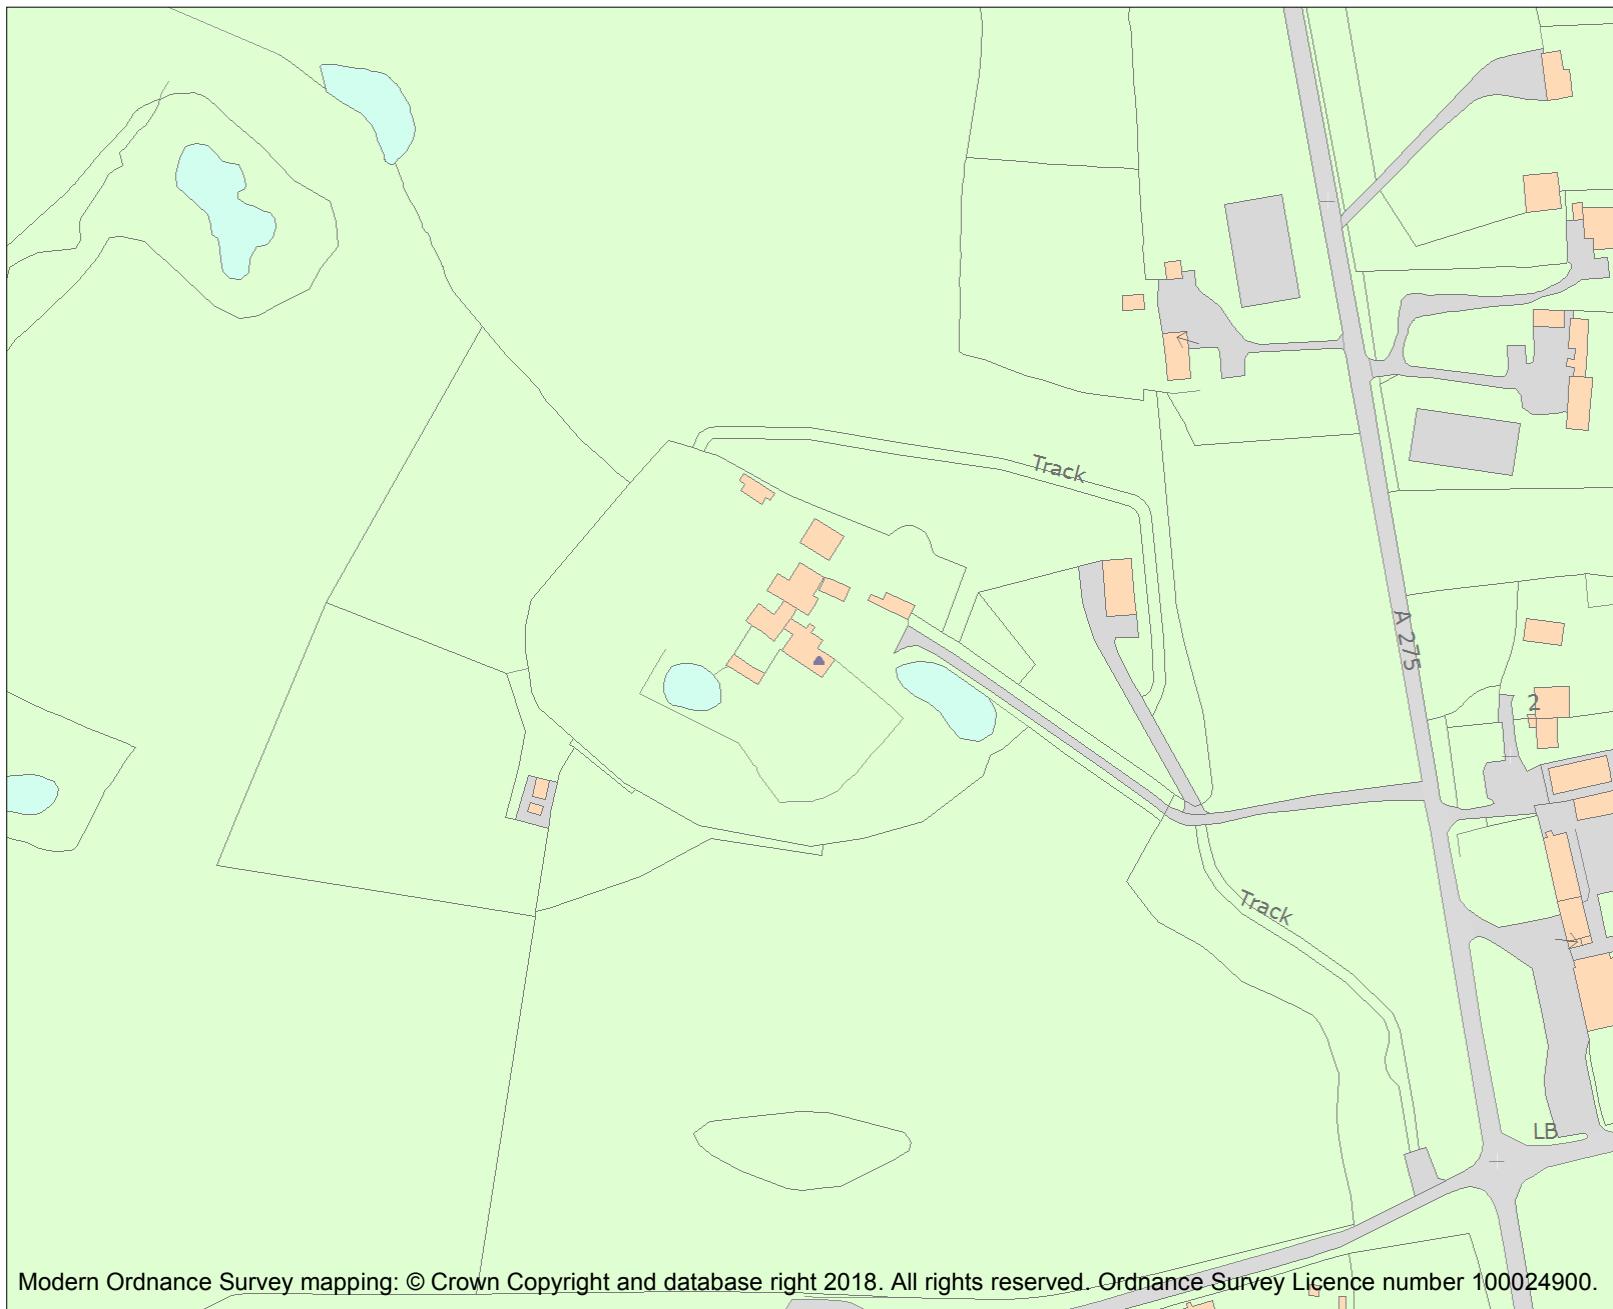 Track
A 275
2
Track
LB
Modern Ordnance Survey mapping: © Crown Copyright and database right 2018. All rights reserved. Ordnance Survey Licence number 100024900.